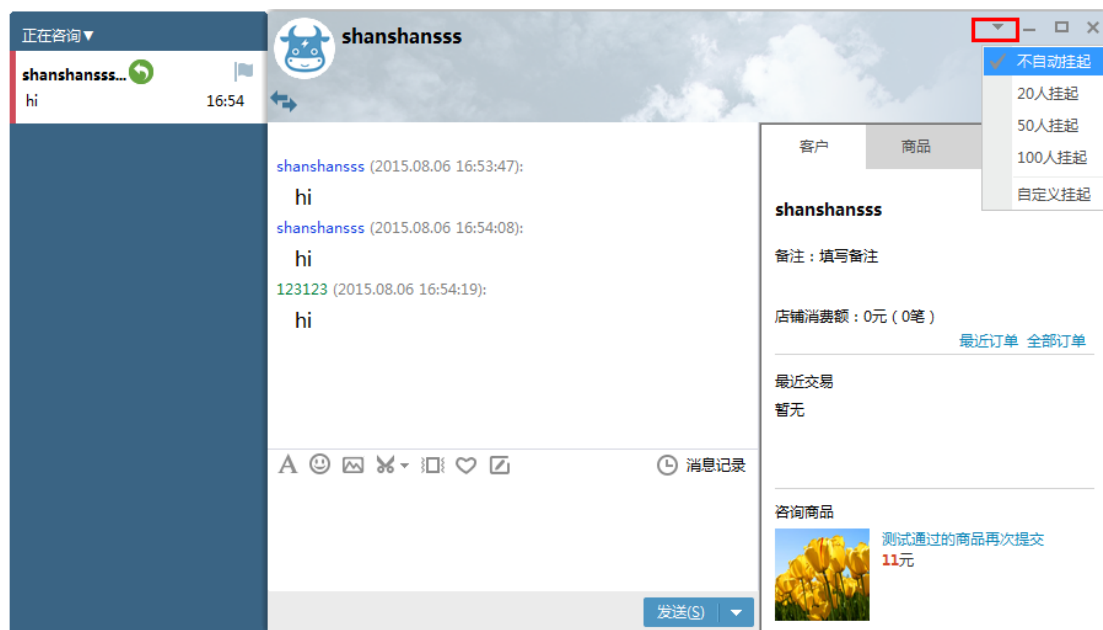 正在咨询▼
shanshansss...
hi 16:54
shanshansss
不自动挂起
20人挂起
50人挂起
100人挂起
自定义挂起
shanshansss (2015.08.06 16:53:47):
hi
shanshansss (2015.08.06 16:54:08):
hi
123123 (2015.08.06 16:54:19):
hi
消息记录
发送(S)
客户 商品
shanshansss
备注：填写备注
店铺消费额：0元（0笔）
最近订单 全部订单
最近交易
暂无
咨询商品
测试通过的商品再次提交
11元